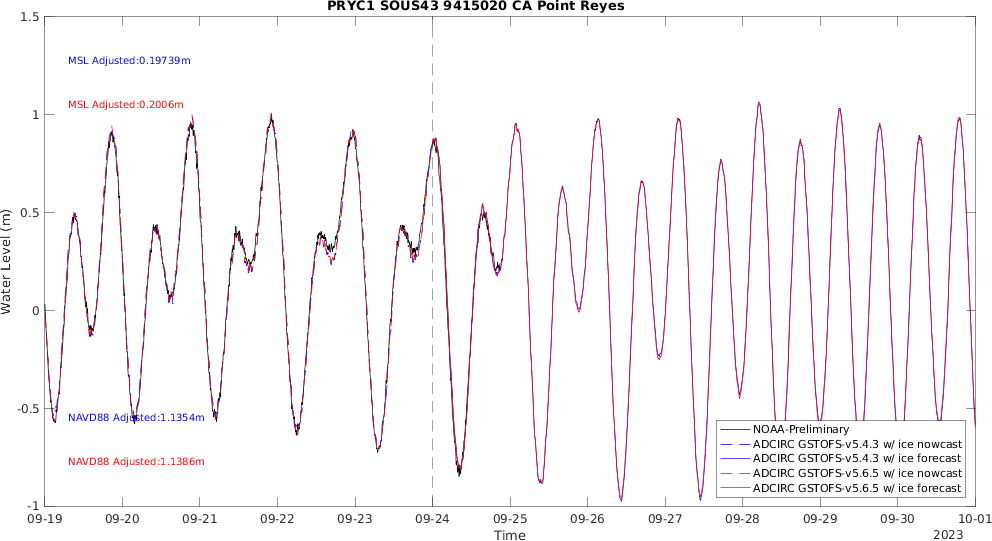 PRYC1 SOUS43 9415020 CA Point Reyes
1.5
MSL Adjusted:0.19739m
MSL Adjusted:0.2006m
1
0.5
Water Level (m)
0
-0.5
NAVD88 Adjusted:1.1354m
NAVD88 Adjusted:1.1386m
NOAA-Preliminary
ADCIRC GSTOFS-v5.4.3 w/ ice nowcast
ADCIRC GSTOFS-v5.4.3 w/ ice forecast
ADCIRC GSTOFS-v5.6.5 w/ ice nowcast
ADCIRC GSTOFS-v5.6.5 w/ ice forecast
-1
09-19 09-20 09-21 09-22 09-23 09-24 09-25 09-26 09-27 09-28 09-29 09-30 10-01
Time
2023